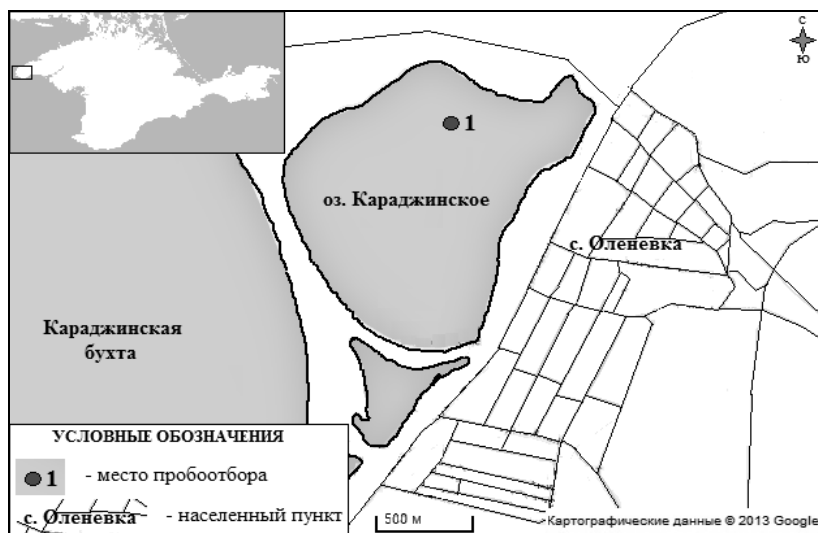 с
ю
1
оз. Караджинское
с. Оленевка
Караджинская
бухта
УСЛОВНЫЕ ОБОЗНАЧЕНИЯ
1 - место пробоотбора
с. Оленевка - населенный пункт
500 м
Картографические данные © 2013 Google